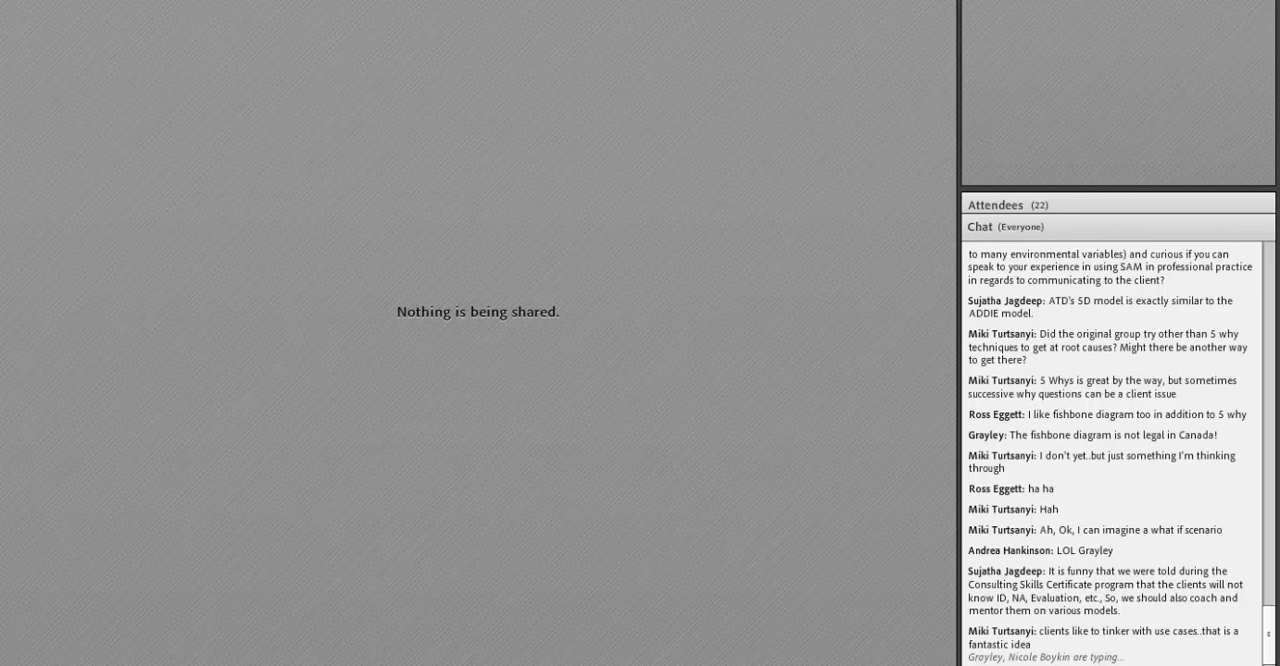 Nothing is being shared.
Attendees (22)
Chat (Everyone)
to many environmental variables) and curious if you can
speak to your experience in using SAM in professional practice
in regards to communicating to the client?
Sujatha Jagdeep: ATD's 5D model is exactly similar to the
ADDIE model.
Miki Turtsanyi: Did the original group try other than 5 why
techniques to get at root causes? Might there be another way
to get there?
Miki Turtsanyi: 5 Whys is great by the way, but sometimes
successive why questions can be a client issue
Ross Eggett: I like fishbone diagram too in addition to 5 why
Grayley: The fishbone diagram is not legal in Canada!
Miki Turtsanyi: I don't yet..but just something I'm thinking
through
Ross Eggett: ha ha
Miki Turtsanyi: Hah
Miki Turtsanyi: Ah, Ok, I can imagine a what if scenario
Andrea Hankinson: LOL Grayley
Sujatha Jagdeep: It is funny that we were told during the
Consulting Skills Certificate program that the clients will not
know ID, NA, Evaluation, etc., So, we should also coach and
mentor them on various models.
Miki Turtsanyi: clients like to tinker with use cases..that is a
fantastic idea
Grayley, Nicole Boykin are typing...